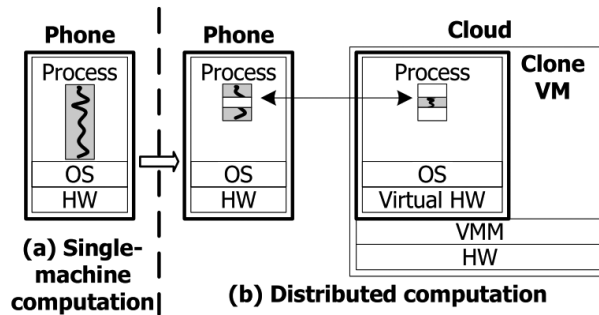 Phone
Process
OS
HW
(a) Single-
machine
computation
Phone
Process
OS
HW
Cloud
Clone
VM
Process
OS
Virtual HW
VMM
HW
(b) Distributed computation